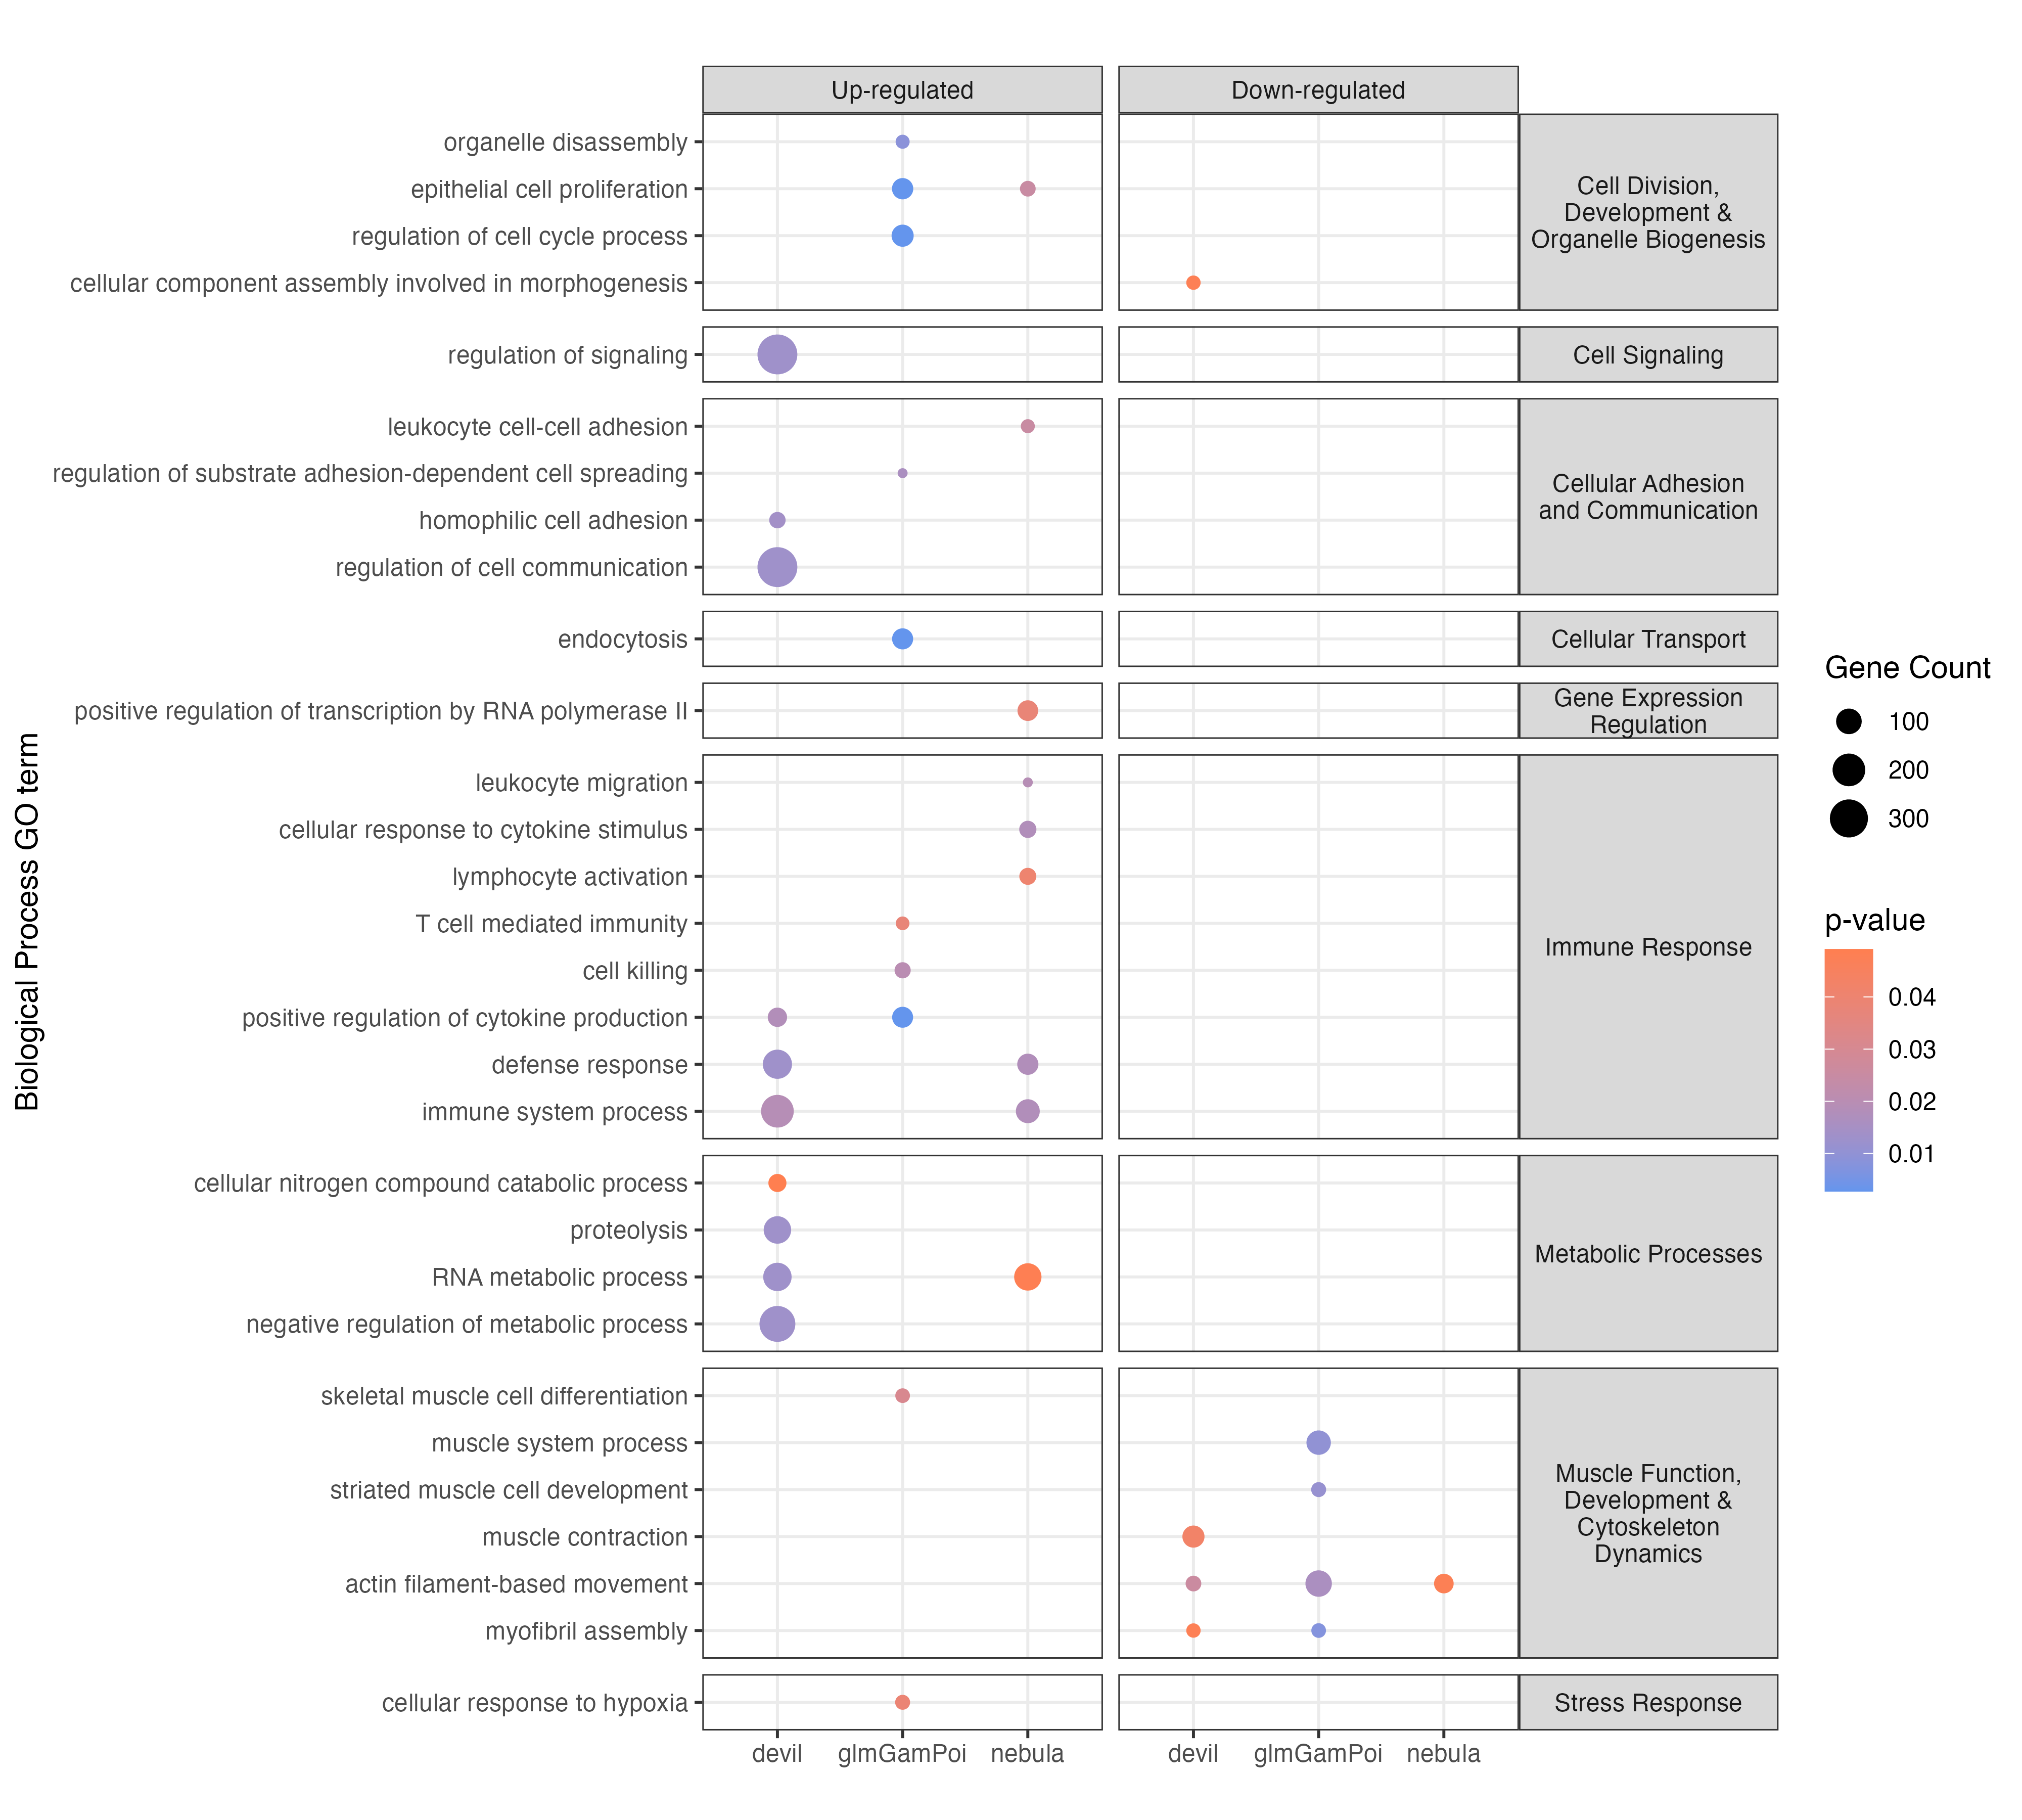 Up-regulated
Down-regulated
organelle disassembly
epithelial cell proliferation
regulation of cell cycle process
cellular component assembly involved in morphogenesis
Cell Division,
Development &
Organelle Biogenesis
regulation of signaling
Cell Signaling
leukocyte cell-cell adhesion
regulation of substrate adhesion-dependent cell spreading
homophilic cell adhesion
regulation of cell communication
Cellular Adhesion
and Communication
endocytosis
Cellular Transport
positive regulation of transcription by RNA polymerase II
Gene Expression
Regulation
leukocyte migration
cellular response to cytokine stimulus
lymphocyte activation
T cell mediated immunity
cell killing
positive regulation of cytokine production
defense response
immune system process
Immune Response
cellular nitrogen compound catabolic process
proteolysis
RNA metabolic process
negative regulation of metabolic process
Metabolic Processes
skeletal muscle cell differentiation
muscle system process
striated muscle cell development
muscle contraction
actin filament-based movement
myofibril assembly
Muscle Function,
Development &
Cytoskeleton
Dynamics
cellular response to hypoxia
Stress Response
devil
glmGamPoi
nebula
devil
glmGamPoi
nebula
Biological Process GO term
Gene Count
100
200
300
p-value
0.04
0.03
0.02
0.01